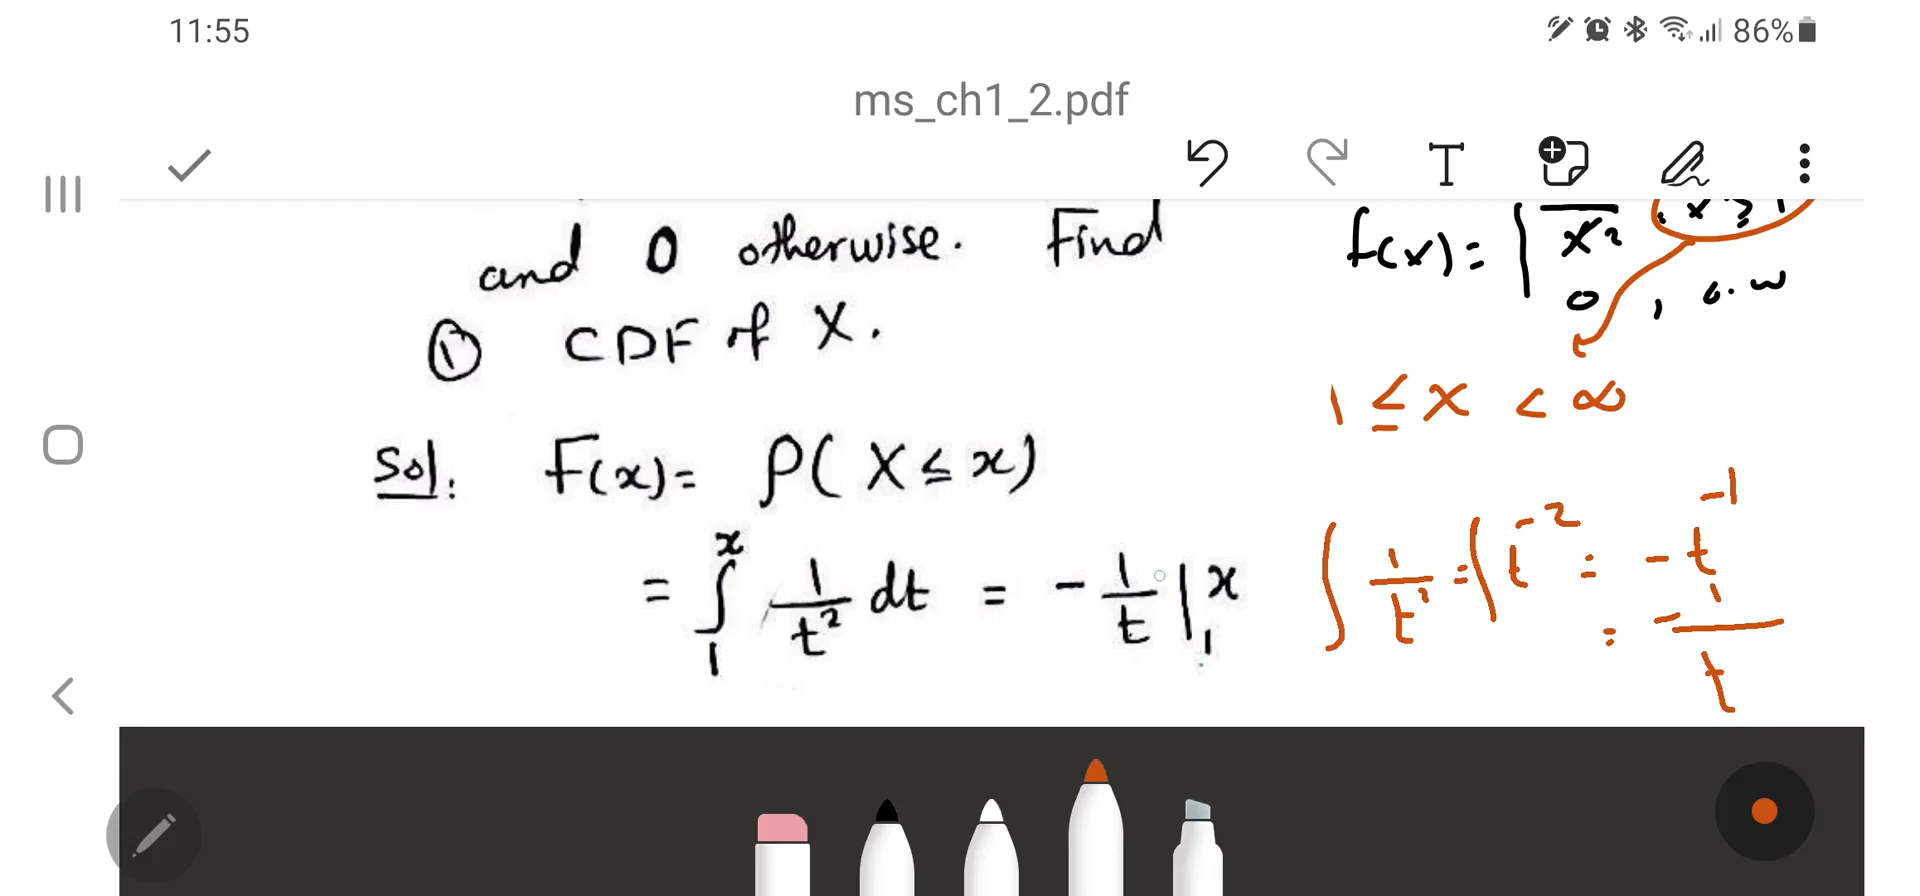 11:55
86%
ms_ch1_2.pdf
T
and 0 otherwise. Find
f(x)= x²
0 , o.w
① CDF of X.
1 ≤ x < ∞
Sol: F(x)= P(X ≤ x)
= ∫₁ˣ 1/t² dt = -1/t |₁ˣ
∫ 1/t² = ∫ t⁻² = -t⁻¹
= -1/t